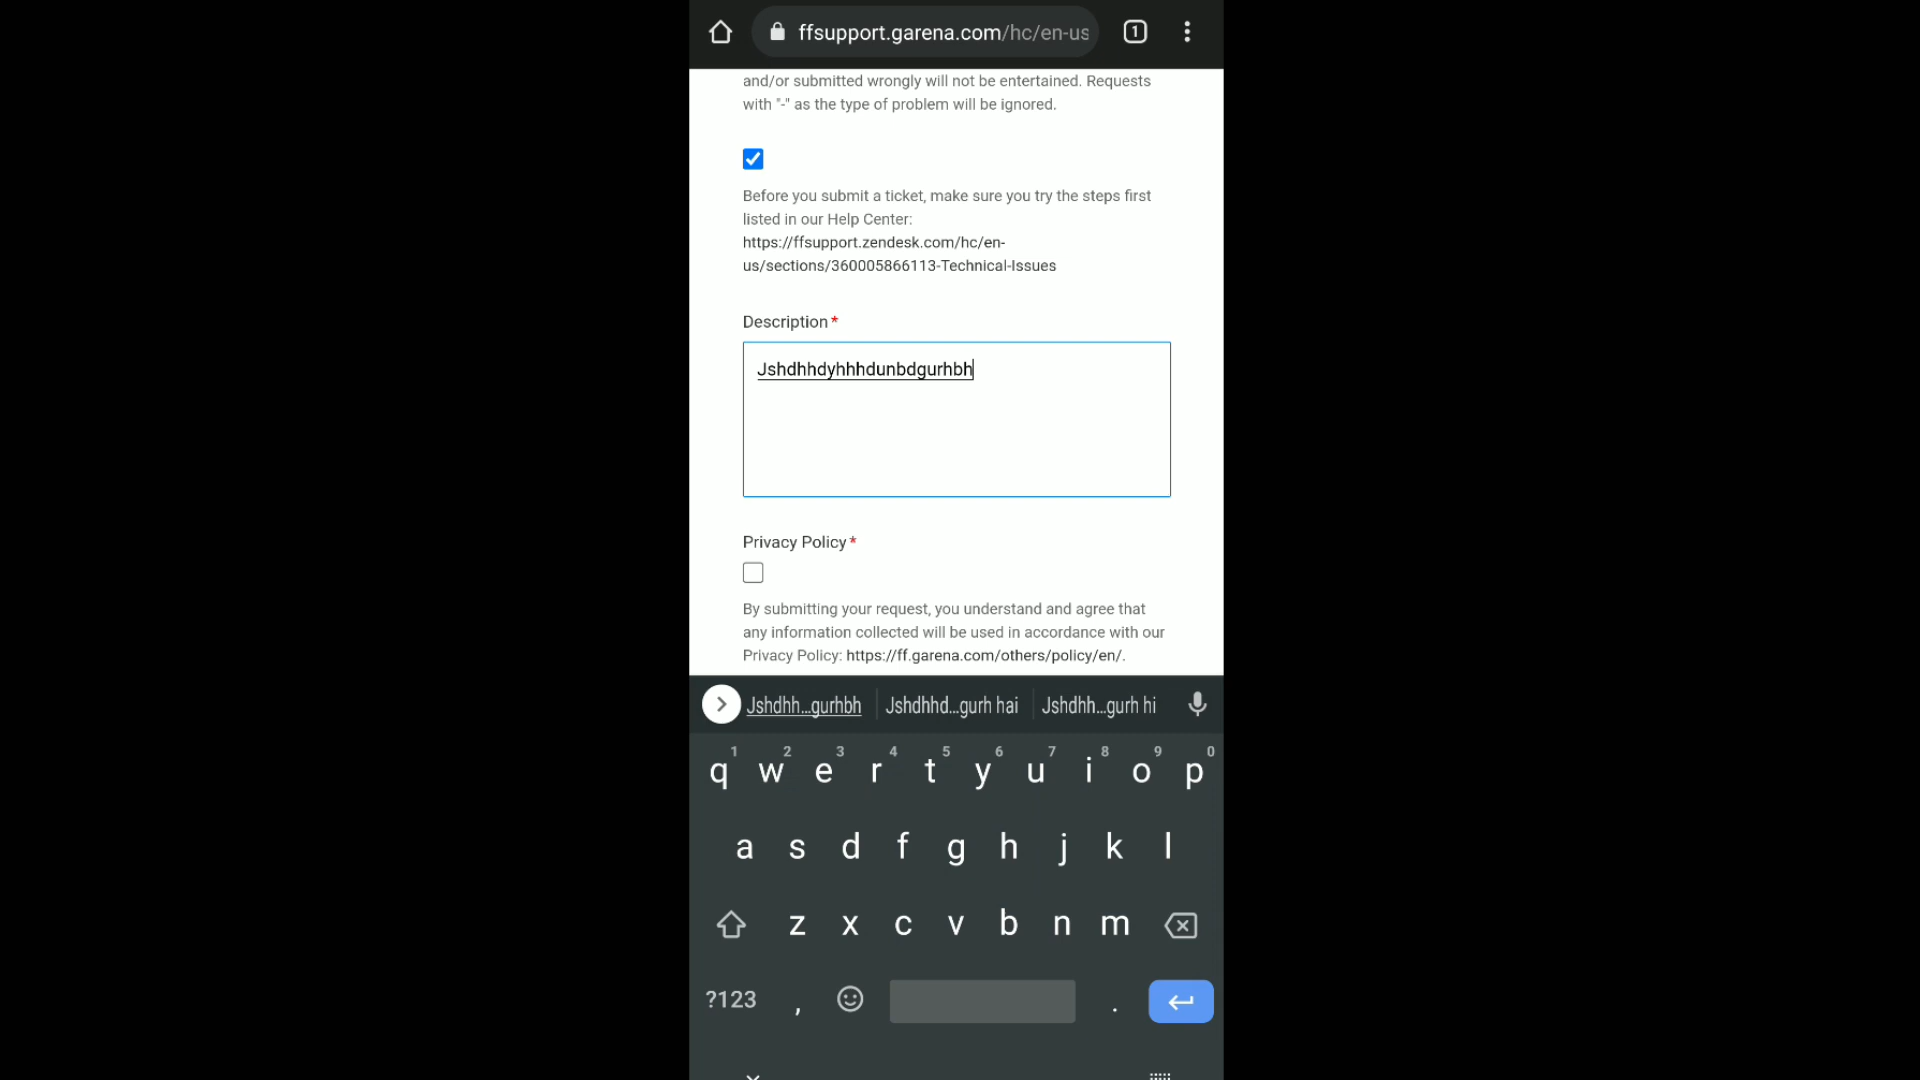 ffsupport.garena.com/hc/en-us
1
and/or submitted wrongly will not be entertained. Requests
with "-" as the type of problem will be ignored.
Before you submit a ticket, make sure you try the steps first
listed in our Help Center:
https://ffsupport.zendesk.com/hc/en-
us/sections/360005866113-Technical-Issues
Description*
Jshdhhdyhhhdunbdgurhbh
Privacy Policy*
By submitting your request, you understand and agree that
any information collected will be used in accordance with our
Privacy Policy: https://ff.garena.com/others/policy/en/.
Jshdhh...gurhbh Jshdhhd...gurh hai Jshdhh...gurh hi
1 2 3 4 5 6 7 8 9 0
q w e r t y u i o p
a s d f g h j k l
z x c v b n m
?123 , .